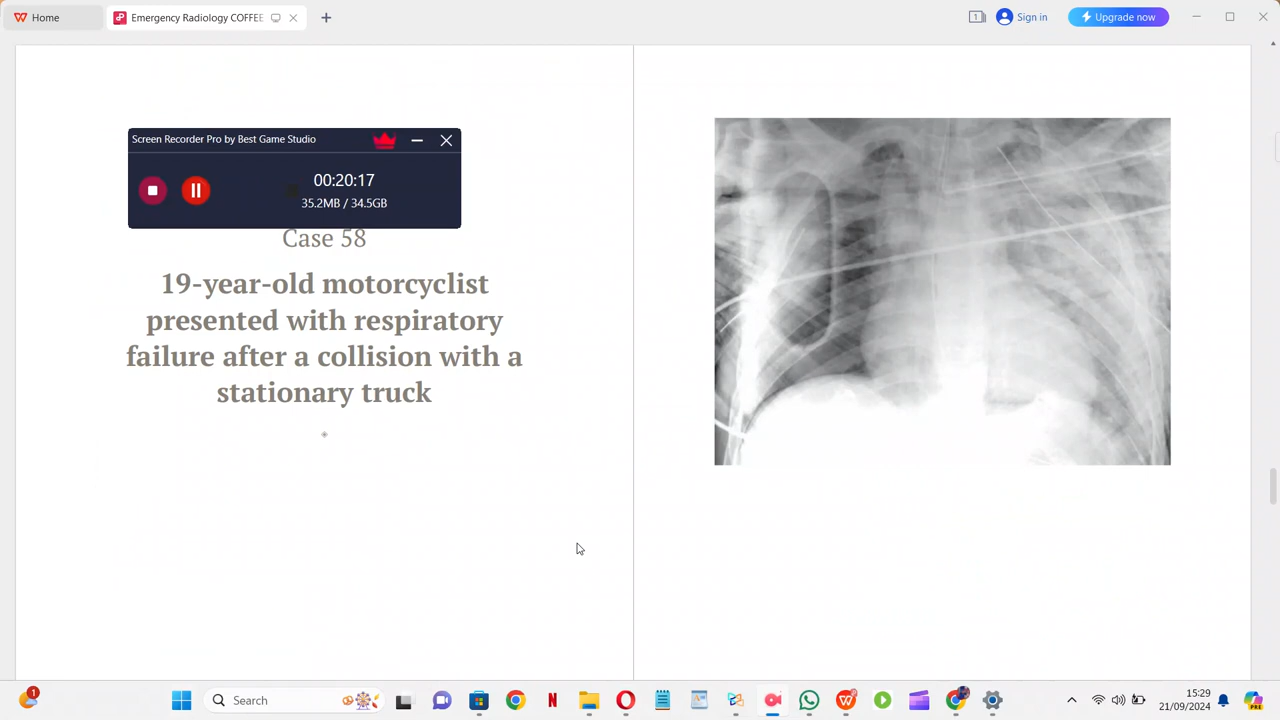 Home
Emergency Radiology COFFEE
1
Sign in
Upgrade now
Screen Recorder Pro by Best Game Studio
00:20:17
35.2MB / 34.5GB
Case 58
19-year-old motorcyclist
presented with respiratory
failure after a collision with a
stationary truck
1
Search
15:29
21/09/2024